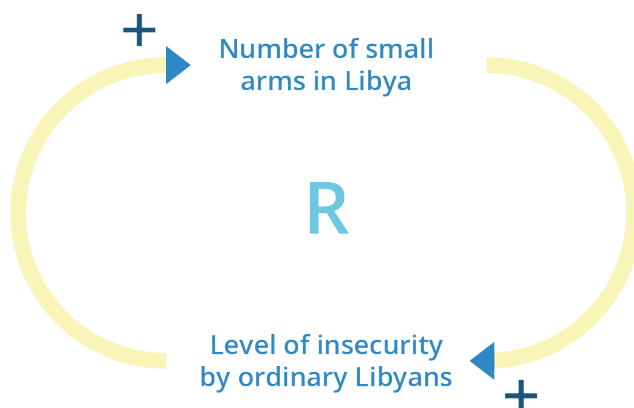 +
Number of small
arms in Libya
R
Level of insecurity
by ordinary Libyans
+